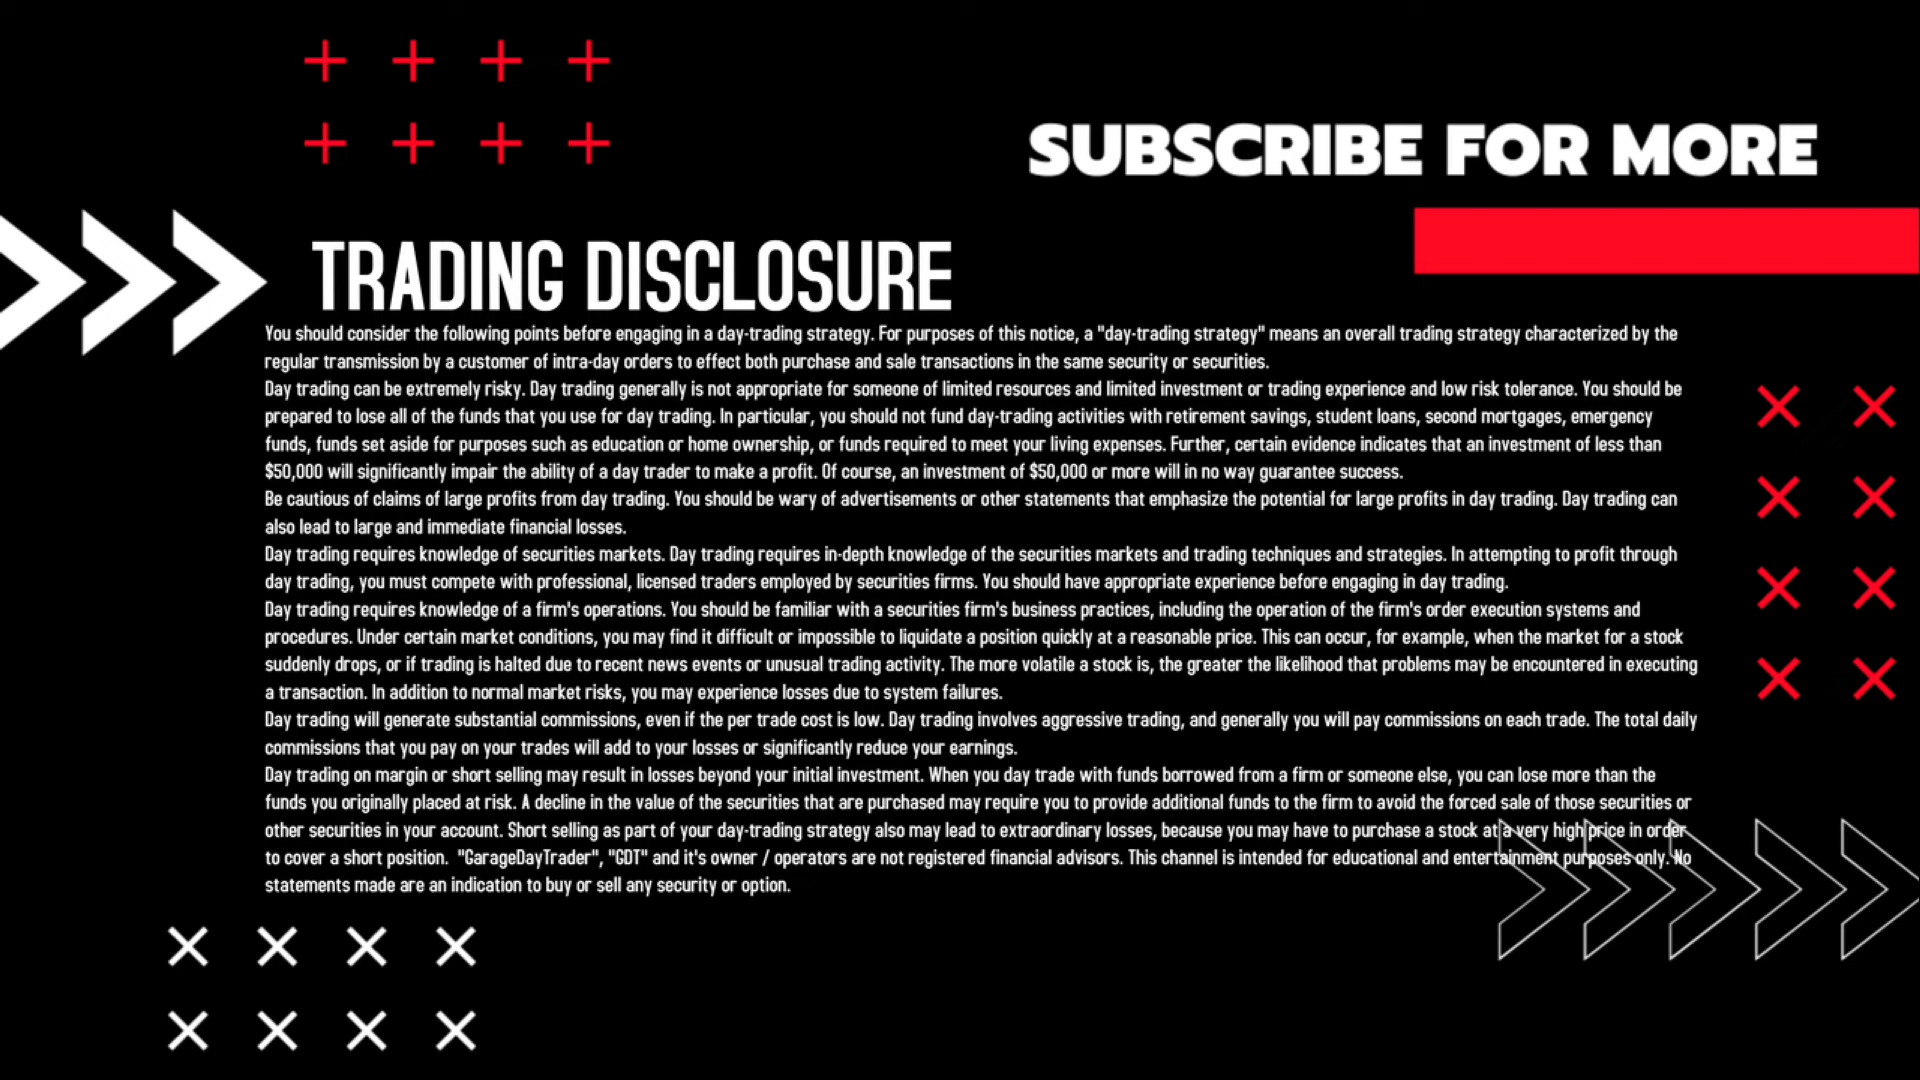 SUBSCRIBE FOR MORE
TRADING DISCLOSURE
You should consider the following points before engaging in a day-trading strategy. For purposes of this notice, a "day-trading strategy" means an overall trading strategy characterized by the
regular transmission by a customer of intra-day orders to effect both purchase and sale transactions in the same security or securities.
Day trading can be extremely risky. Day trading generally is not appropriate for someone of limited resources and limited investment or trading experience and low risk tolerance. You should be
prepared to lose all of the funds that you use for day trading. In particular, you should not fund day-trading activities with retirement savings, student loans, second mortgages, emergency
funds, funds set aside for purposes such as education or home ownership, or funds required to meet your living expenses. Further, certain evidence indicates that an investment of less than
$50,000 will significantly impair the ability of a day trader to make a profit. Of course, an investment of $50,000 or more will in no way guarantee success.
Be cautious of claims of large profits from day trading. You should be wary of advertisements or other statements that emphasize the potential for large profits in day trading. Day trading can
also lead to large and immediate financial losses.
Day trading requires knowledge of securities markets. Day trading requires in-depth knowledge of the securities markets and trading techniques and strategies. In attempting to profit through
day trading, you must compete with professional, licensed traders employed by securities firms. You should have appropriate experience before engaging in day trading.
Day trading requires knowledge of a firm's operations. You should be familiar with a securities firm's business practices, including the operation of the firm's order execution systems and
procedures. Under certain market conditions, you may find it difficult or impossible to liquidate a position quickly at a reasonable price. This can occur, for example, when the market for a stock
suddenly drops, or if trading is halted due to recent news events or unusual trading activity. The more volatile a stock is, the greater the likelihood that problems may be encountered in executing
a transaction. In addition to normal market risks, you may experience losses due to system failures.
Day trading will generate substantial commissions, even if the per trade cost is low. Day trading involves aggressive trading, and generally you will pay commissions on each trade. The total daily
commissions that you pay on your trades will add to your losses or significantly reduce your earnings.
Day trading on margin or short selling may result in losses beyond your initial investment. When you day trade with funds borrowed from a firm or someone else, you can lose more than the
funds you originally placed at risk. A decline in the value of the securities that are purchased may require you to provide additional funds to the firm to avoid the forced sale of those securities or
other securities in your account. Short selling as part of your day-trading strategy also may lead to extraordinary losses, because you may have to purchase a stock at a very high price in order
to cover a short position.  "GarageDayTrader", "GDT" and it's owner / operators are not registered financial advisors. This channel is intended for educational and entertainment purposes only. No
statements made are an indication to buy or sell any security or option.